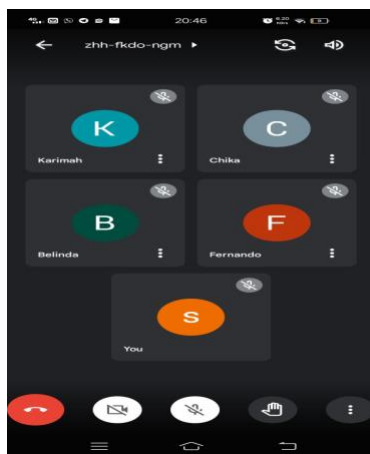 20:46
zhh-fkdo-ngm
K
Karimah
C
Chika
B
Belinda
F
Fernando
S
You